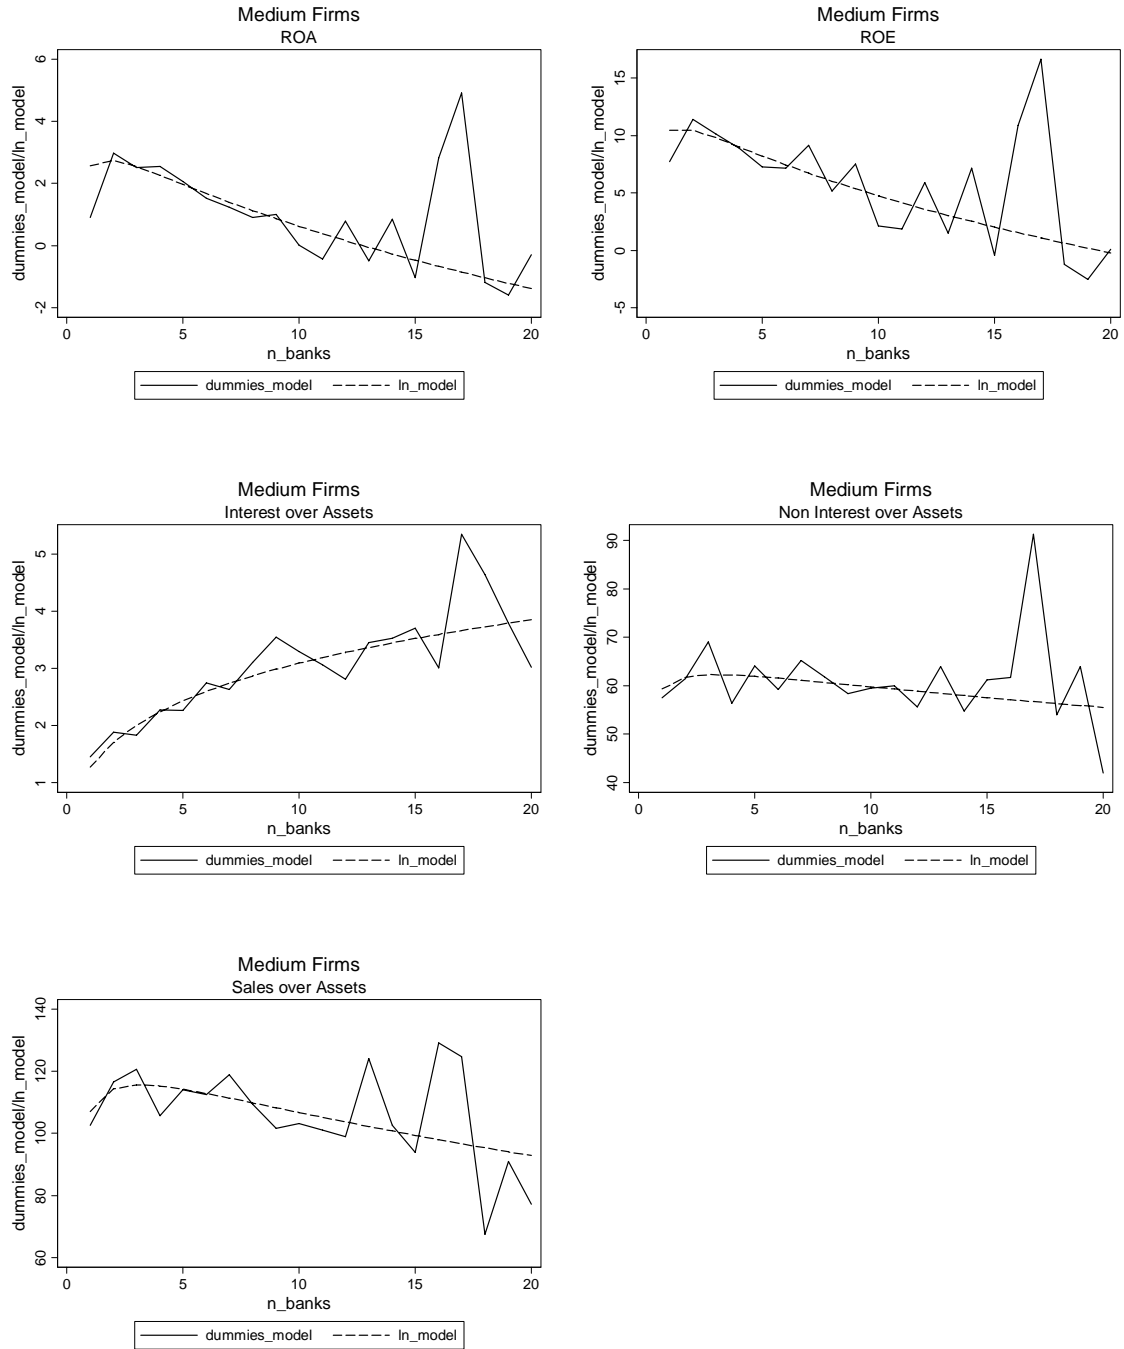 Medium Firms
ROA
dummies_model/ln_model
6
4
2
0
-2
0 5 10 15 20
n_banks
dummies_model ln_model
Medium Firms
ROE
dummies_model/ln_model
15
10
5
0
-5
0 5 10 15 20
n_banks
dummies_model ln_model
Medium Firms
Interest over Assets
dummies_model/ln_model
5
4
3
2
1
0 5 10 15 20
n_banks
dummies_model ln_model
Medium Firms
Non Interest over Assets
dummies_model/ln_model
90
80
70
60
50
40
0 5 10 15 20
n_banks
dummies_model ln_model
Medium Firms
Sales over Assets
dummies_model/ln_model
140
120
100
80
60
0 5 10 15 20
n_banks
dummies_model ln_model